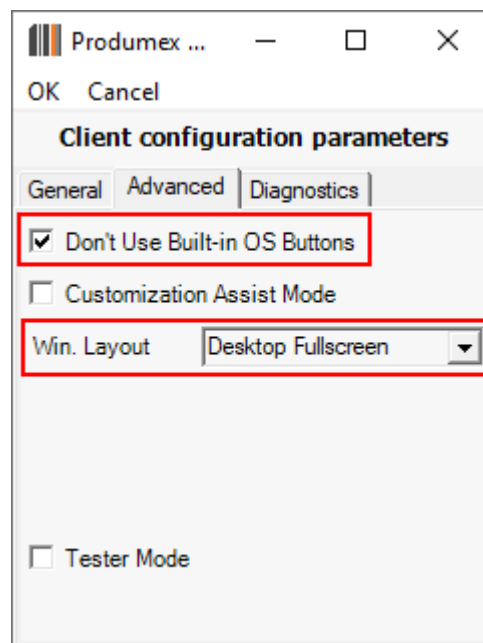 Produmex ...
OK Cancel
Client configuration parameters
General Advanced Diagnostics
Don't Use Built-in OS Buttons
Customization Assist Mode
Win. Layout Desktop Fullscreen
Tester Mode